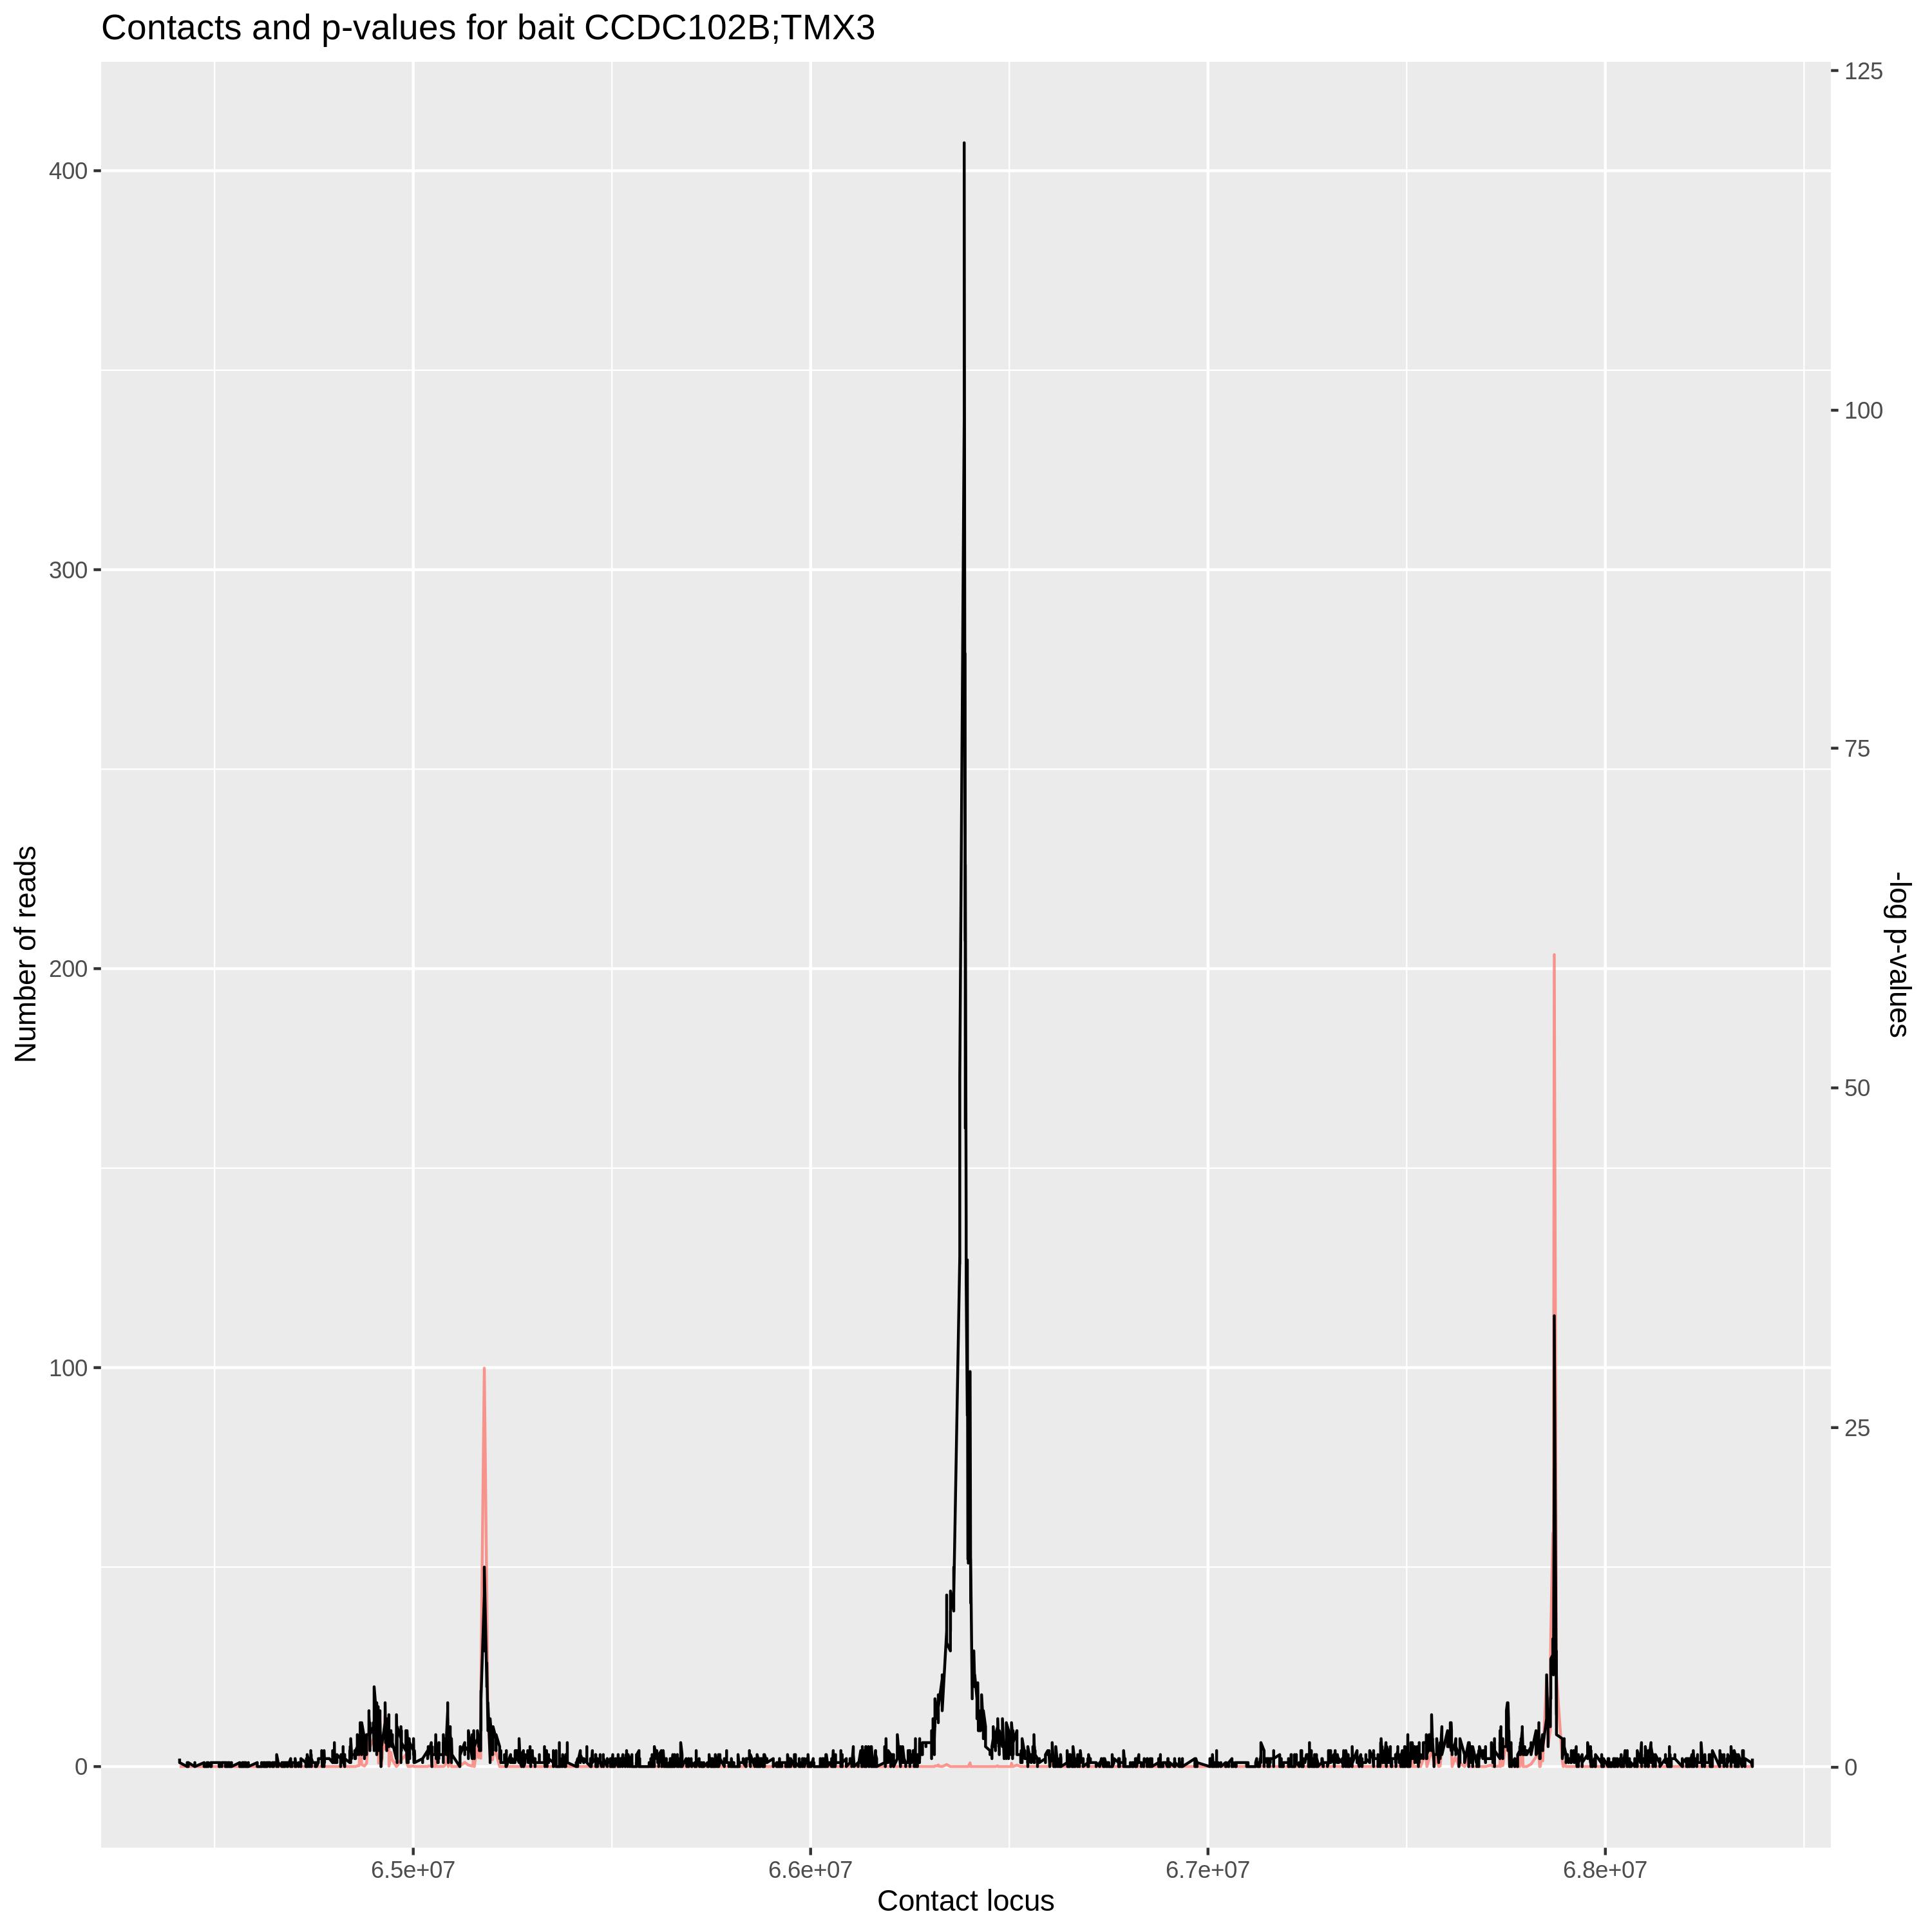 Contacts and p-values for bait CCDC102B;TMX3
125
400
100
300
75
Number of reads
-log p-values
200
50
100
25
0
0
6.5e+07
6.6e+07
6.7e+07
6.8e+07
Contact locus